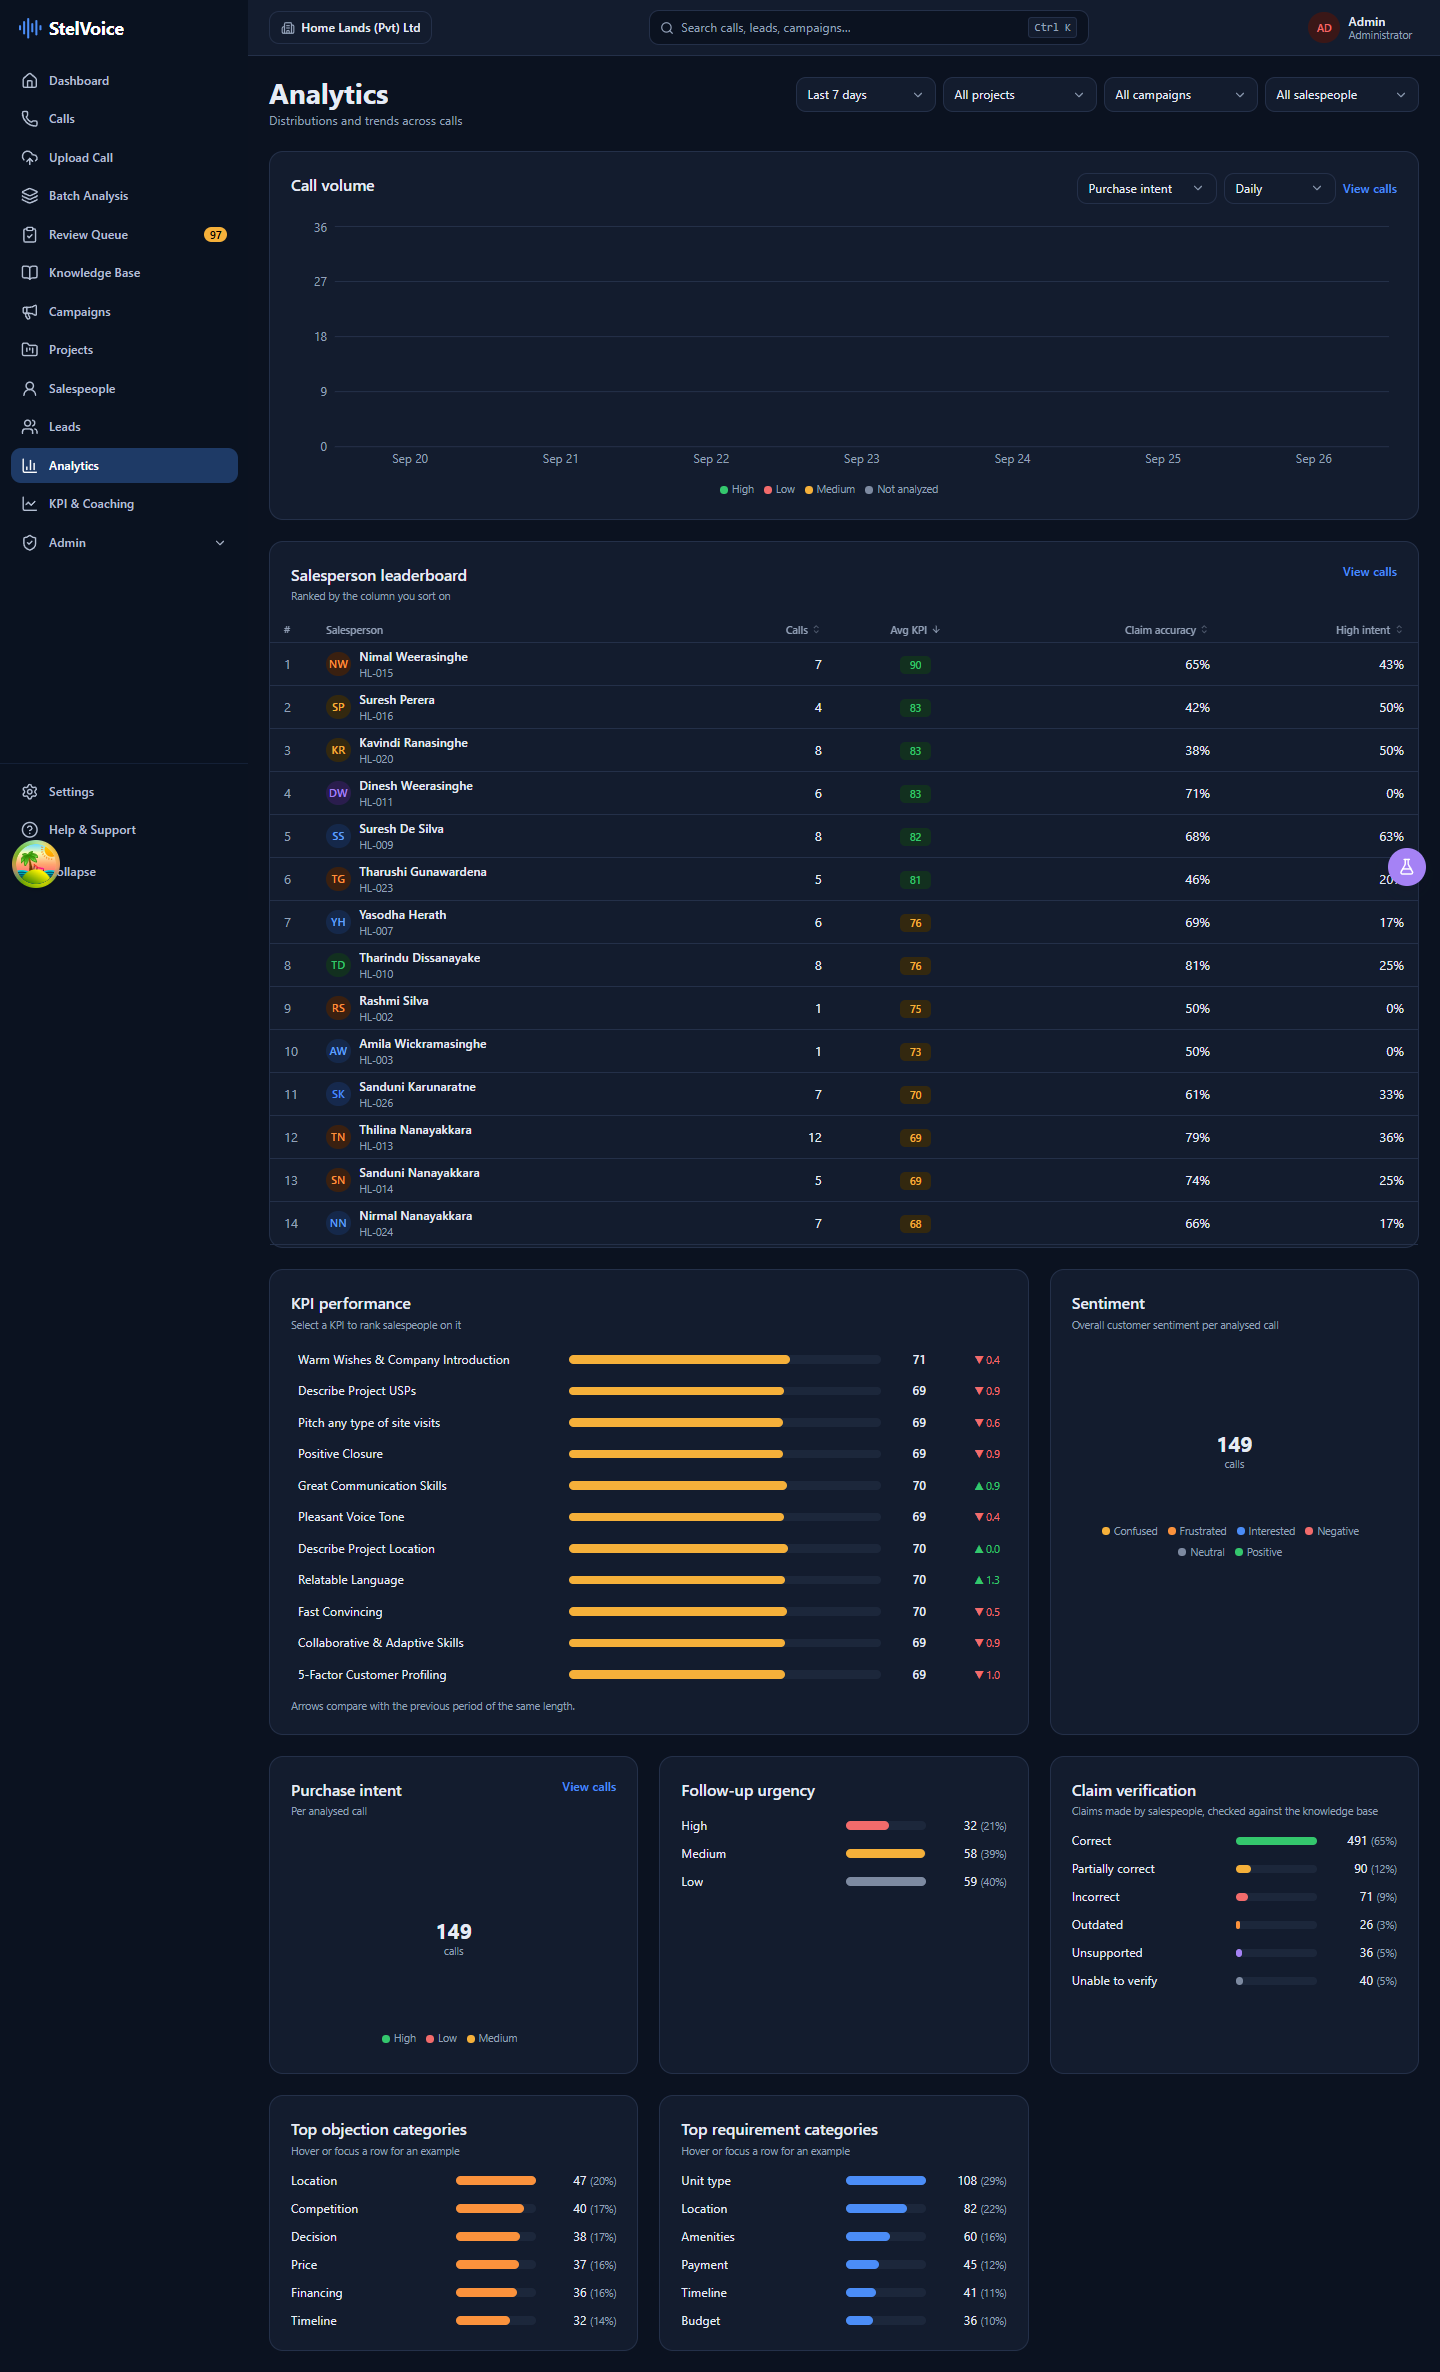 StelVoice
Home Lands (Pvt) Ltd
Search calls, leads, campaigns...
Ctrl K
AD
Admin
Administrator
Dashboard
Calls
Upload Call
Batch Analysis
Review Queue
97
Knowledge Base
Campaigns
Projects
Salespeople
Leads
Analytics
KPI & Coaching
Admin
Settings
Help & Support
ollapse
Analytics
Distributions and trends across calls
Last 7 days
All projects
All campaigns
All salespeople
Call volume
Purchase intent
Daily
View calls
36
27
18
9
0
Sep 20 Sep 21 Sep 22 Sep 23 Sep 24 Sep 25 Sep 26
High Low Medium Not analyzed
Salesperson leaderboard
View calls
Ranked by the column you sort on
# Salesperson Calls Avg KPI Claim accuracy High intent
1 NW Nimal Weerasinghe 7 90 65% 43%
HL-015
2 SP Suresh Perera 4 83 42% 50%
HL-016
3 KR Kavindi Ranasinghe 8 83 38% 50%
HL-020
4 DW Dinesh Weerasinghe 6 83 71% 0%
HL-011
5 SS Suresh De Silva 8 82 68% 63%
HL-009
6 TG Tharushi Gunawardena 5 81 46% 20
HL-023
7 YH Yasodha Herath 6 76 69% 17%
HL-007
8 TD Tharindu Dissanayake 8 76 81% 25%
HL-010
9 RS Rashmi Silva 1 75 50% 0%
HL-002
10 AW Amila Wickramasinghe 1 73 50% 0%
HL-003
11 SK Sanduni Karunaratne 7 70 61% 33%
HL-026
12 TN Thilina Nanayakkara 12 69 79% 36%
HL-013
13 SN Sanduni Nanayakkara 5 69 74% 25%
HL-014
14 NN Nirmal Nanayakkara 7 68 66% 17%
HL-024
KPI performance
Select a KPI to rank salespeople on it
Warm Wishes & Company Introduction 71 ▼0.4
Describe Project USPs 69 ▼0.9
Pitch any type of site visits 69 ▼0.6
Positive Closure 69 ▼0.9
Great Communication Skills 70 ▲0.9
Pleasant Voice Tone 69 ▼0.4
Describe Project Location 70 ▲0.0
Relatable Language 70 ▲1.3
Fast Convincing 70 ▼0.5
Collaborative & Adaptive Skills 69 ▼0.9
5-Factor Customer Profiling 69 ▼1.0
Arrows compare with the previous period of the same length.
Sentiment
Overall customer sentiment per analysed call
149
calls
Confused Frustrated Interested Negative
Neutral Positive
Purchase intent
View calls
Per analysed call
149
calls
High Low Medium
Follow-up urgency
High 32 (21%)
Medium 58 (39%)
Low 59 (40%)
Claim verification
Claims made by salespeople, checked against the knowledge base
Correct 491 (65%)
Partially correct 90 (12%)
Incorrect 71 (9%)
Outdated 26 (3%)
Unsupported 36 (5%)
Unable to verify 40 (5%)
Top objection categories
Hover or focus a row for an example
Location 47 (20%)
Competition 40 (17%)
Decision 38 (17%)
Price 37 (16%)
Financing 36 (16%)
Timeline 32 (14%)
Top requirement categories
Hover or focus a row for an example
Unit type 108 (29%)
Location 82 (22%)
Amenities 60 (16%)
Payment 45 (12%)
Timeline 41 (11%)
Budget 36 (10%)